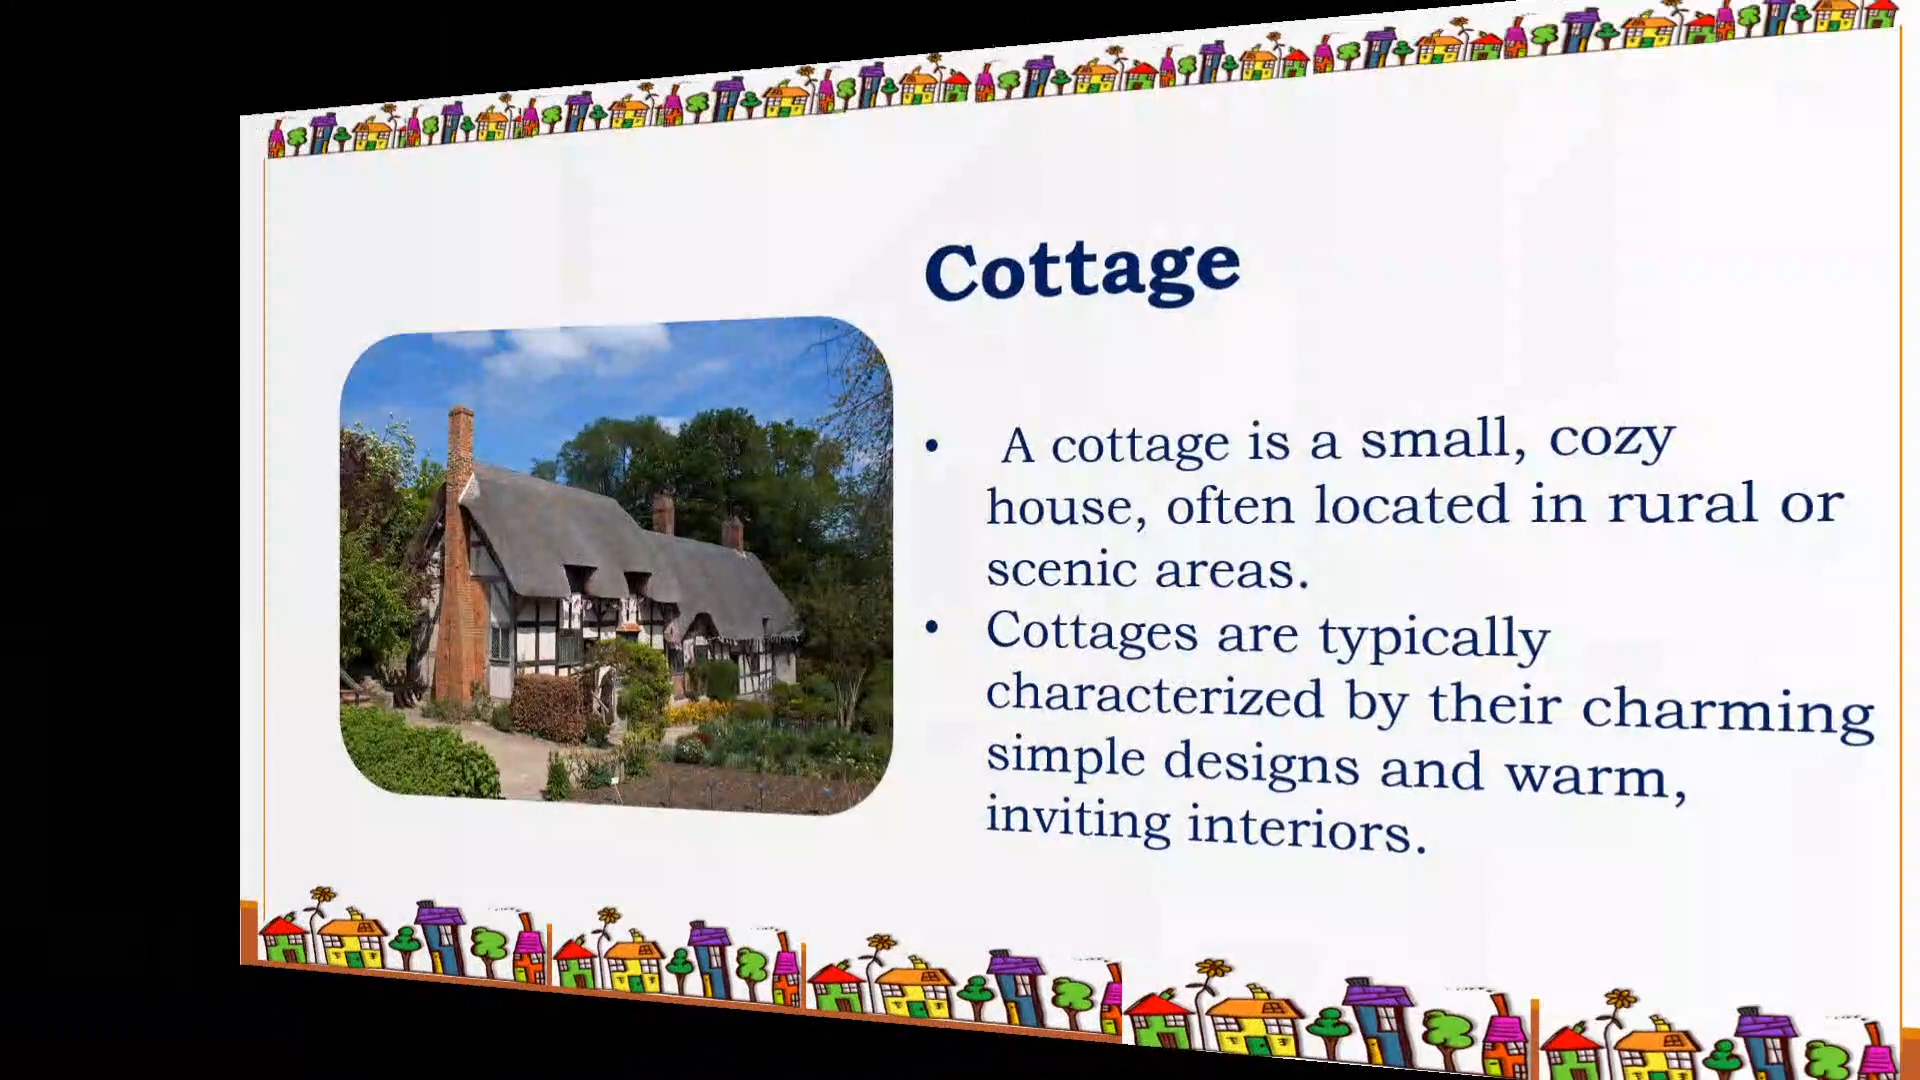 Cottage
• A cottage is a small, cozy
house, often located in rural or
scenic areas.
• Cottages are typically
characterized by their charming
simple designs and warm,
inviting interiors.